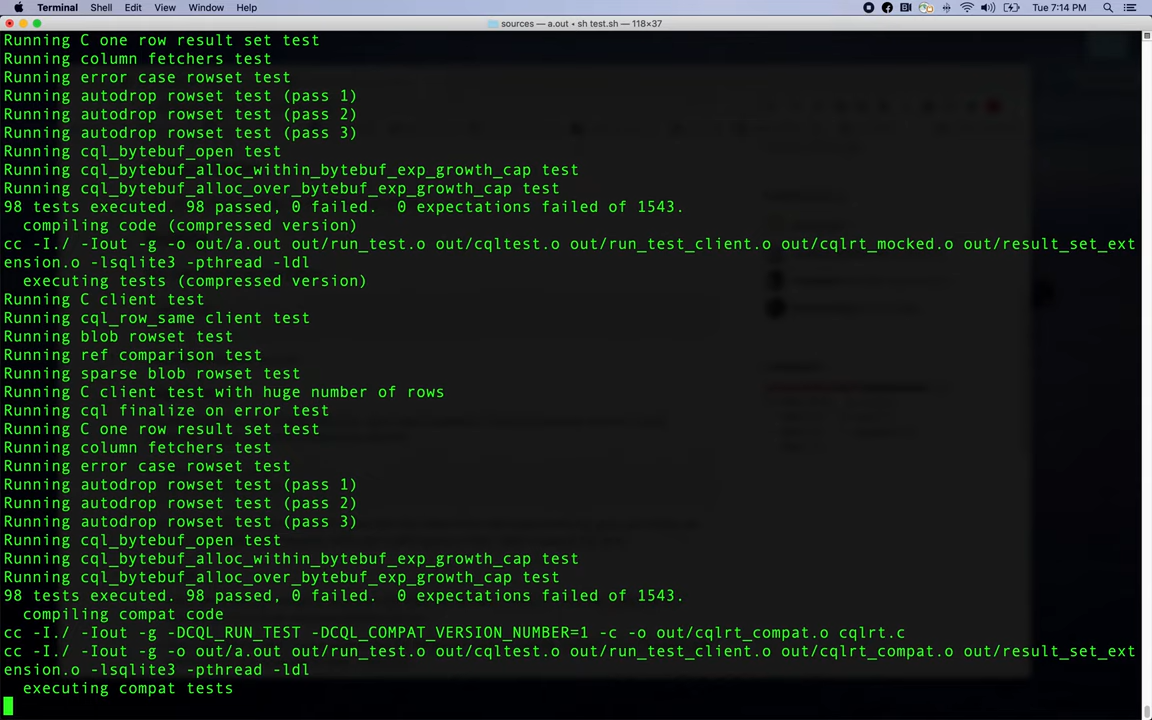 Terminal Shell Edit View Window Help Tue 7:14 PM
sources — a.out • sh test.sh — 118×37
Running C one row result set test
Running column fetchers test
Running error case rowset test
Running autodrop rowset test (pass 1)
Running autodrop rowset test (pass 2)
Running autodrop rowset test (pass 3)
Running cql_bytebuf_open test
Running cql_bytebuf_alloc_within_bytebuf_exp_growth_cap test
Running cql_bytebuf_alloc_over_bytebuf_exp_growth_cap test
98 tests executed. 98 passed, 0 failed.  0 expectations failed of 1543.
  compiling code (compressed version)
cc -I./ -Iout -g -o out/a.out out/run_test.o out/cqltest.o out/run_test_client.o out/cqlrt_mocked.o out/result_set_ext
ension.o -lsqlite3 -pthread -ldl
  executing tests (compressed version)
Running C client test
Running cql_row_same client test
Running blob rowset test
Running ref comparison test
Running sparse blob rowset test
Running C client test with huge number of rows
Running cql finalize on error test
Running C one row result set test
Running column fetchers test
Running error case rowset test
Running autodrop rowset test (pass 1)
Running autodrop rowset test (pass 2)
Running autodrop rowset test (pass 3)
Running cql_bytebuf_open test
Running cql_bytebuf_alloc_within_bytebuf_exp_growth_cap test
Running cql_bytebuf_alloc_over_bytebuf_exp_growth_cap test
98 tests executed. 98 passed, 0 failed.  0 expectations failed of 1543.
  compiling compat code
cc -I./ -Iout -g -DCQL_RUN_TEST -DCQL_COMPAT_VERSION_NUMBER=1 -c -o out/cqlrt_compat.o cqlrt.c
cc -I./ -Iout -g -o out/a.out out/run_test.o out/cqltest.o out/run_test_client.o out/cqlrt_compat.o out/result_set_ext
ension.o -lsqlite3 -pthread -ldl
  executing compat tests